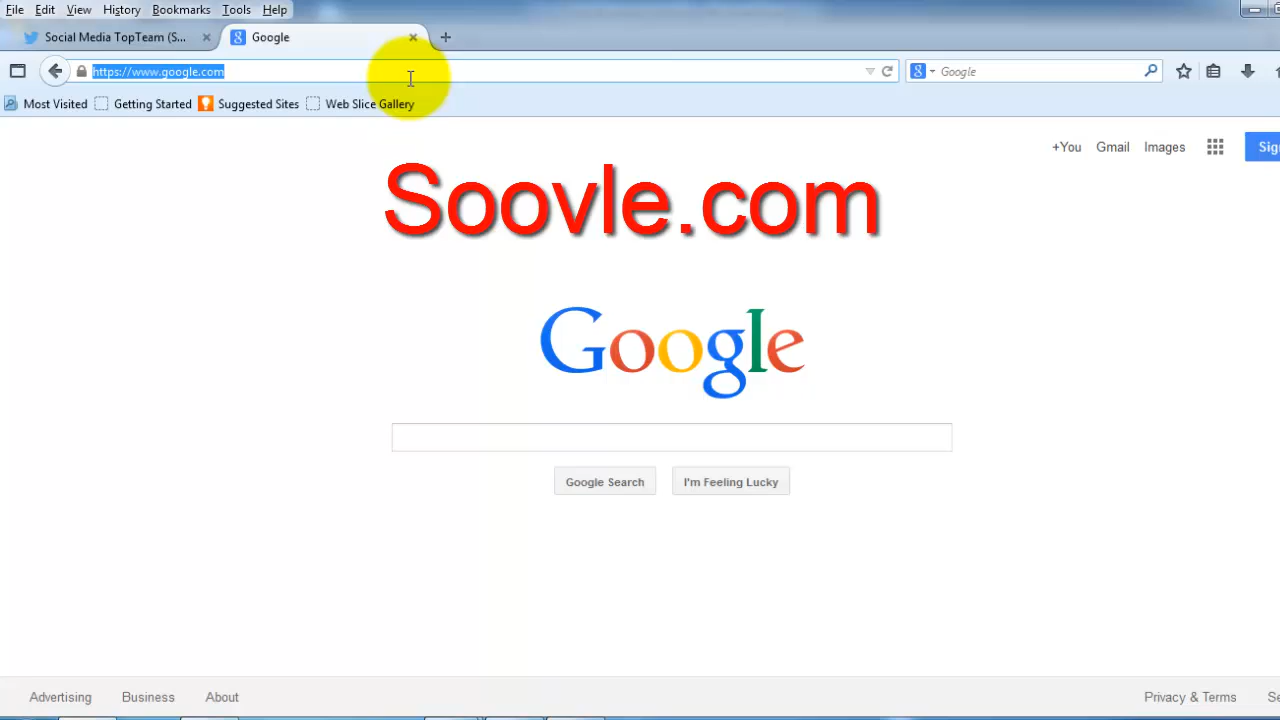 File Edit View History Bookmarks Tools Help
Social Media TopTeam (S... Google
https://www.google.com Google
Most Visited Getting Started Suggested Sites Web Slice Gallery
+You Gmail Images Sig
Soovle.com
Google
Google Search I'm Feeling Lucky
Advertising Business About Privacy & Terms Se